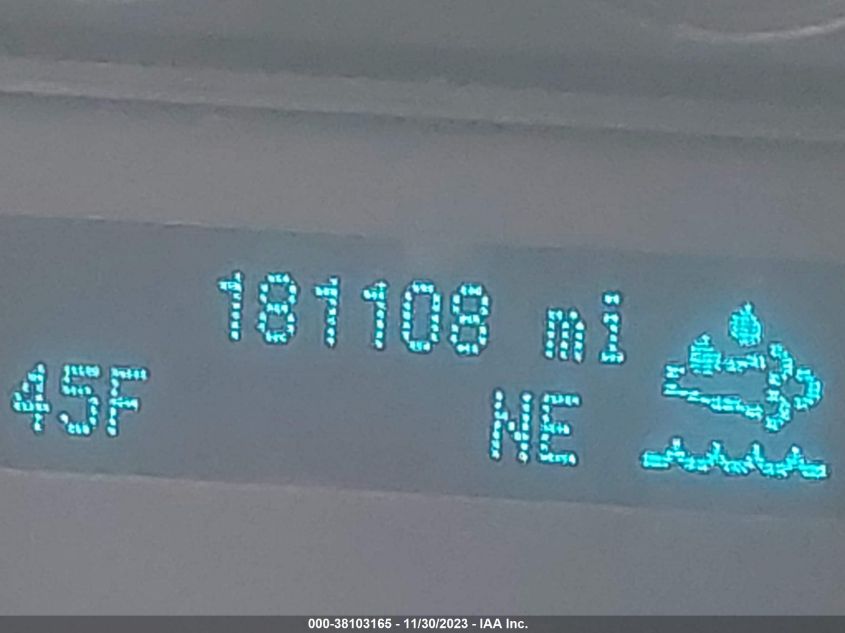 181108 mi
45F NE
000-38103165 - 11/30/2023 - IAA Inc.